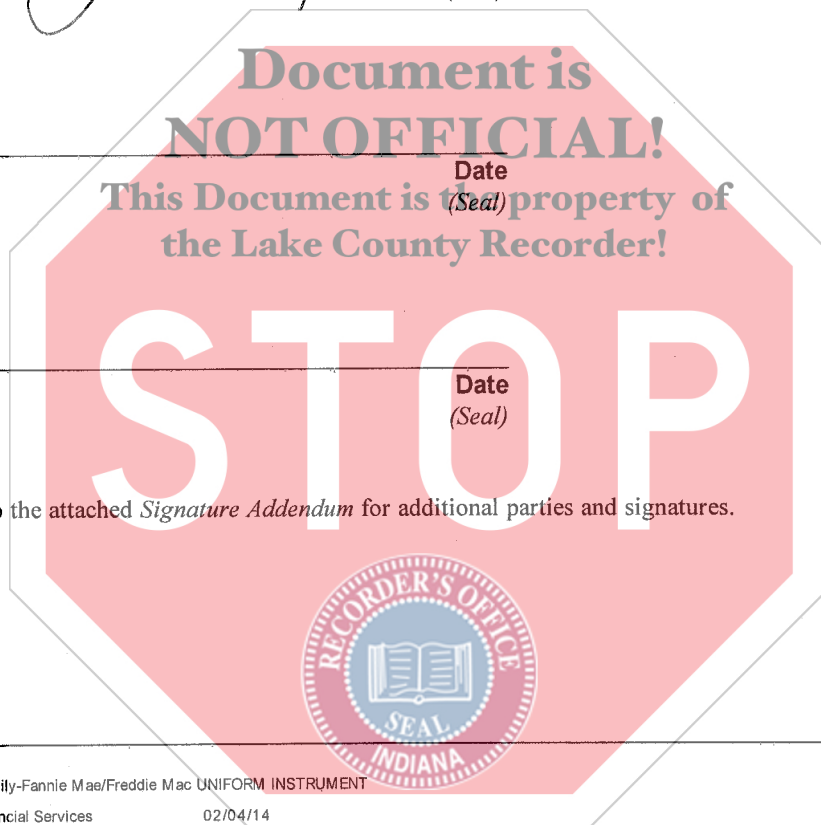 Document is
NOT OFFICIAL!
Date
This Document is the property of
(Seal)
the Lake County Recorder!
STOP
Date
(Seal)
the attached Signature Addendum for additional parties and signatures.
RECORDER'S OFFICE
SEAL
INDIANA
ily-Fannie Mae/Freddie Mac UNIFORM INSTRUMENT
ncial Services 02/04/14